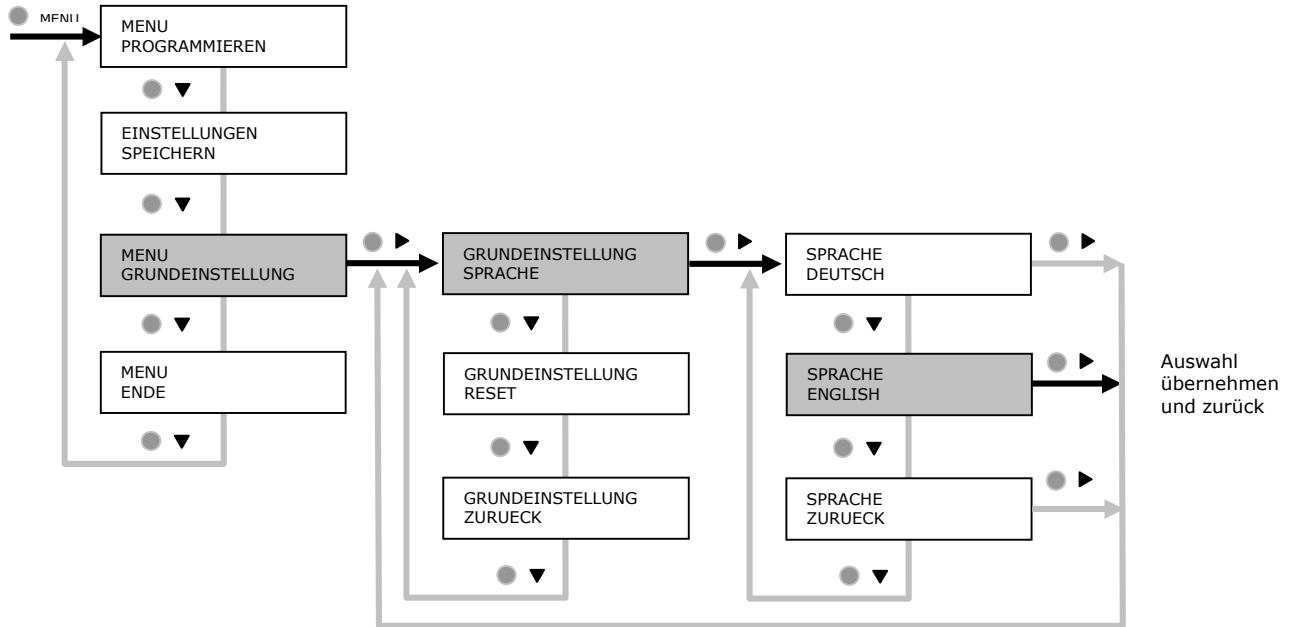 MENU
MENU
PROGRAMMIEREN
EINSTELLUNGEN
SPEICHERN
MENU
GRUNDEINSTELLUNG
MENU
ENDE
GRUNDEINSTELLUNG
SPRACHE
GRUNDEINSTELLUNG
RESET
GRUNDEINSTELLUNG
ZURUECK
SPRACHE
DEUTSCH
SPRACHE
ENGLISH
SPRACHE
ZURUECK
Auswahl
übernehmen
und zurück